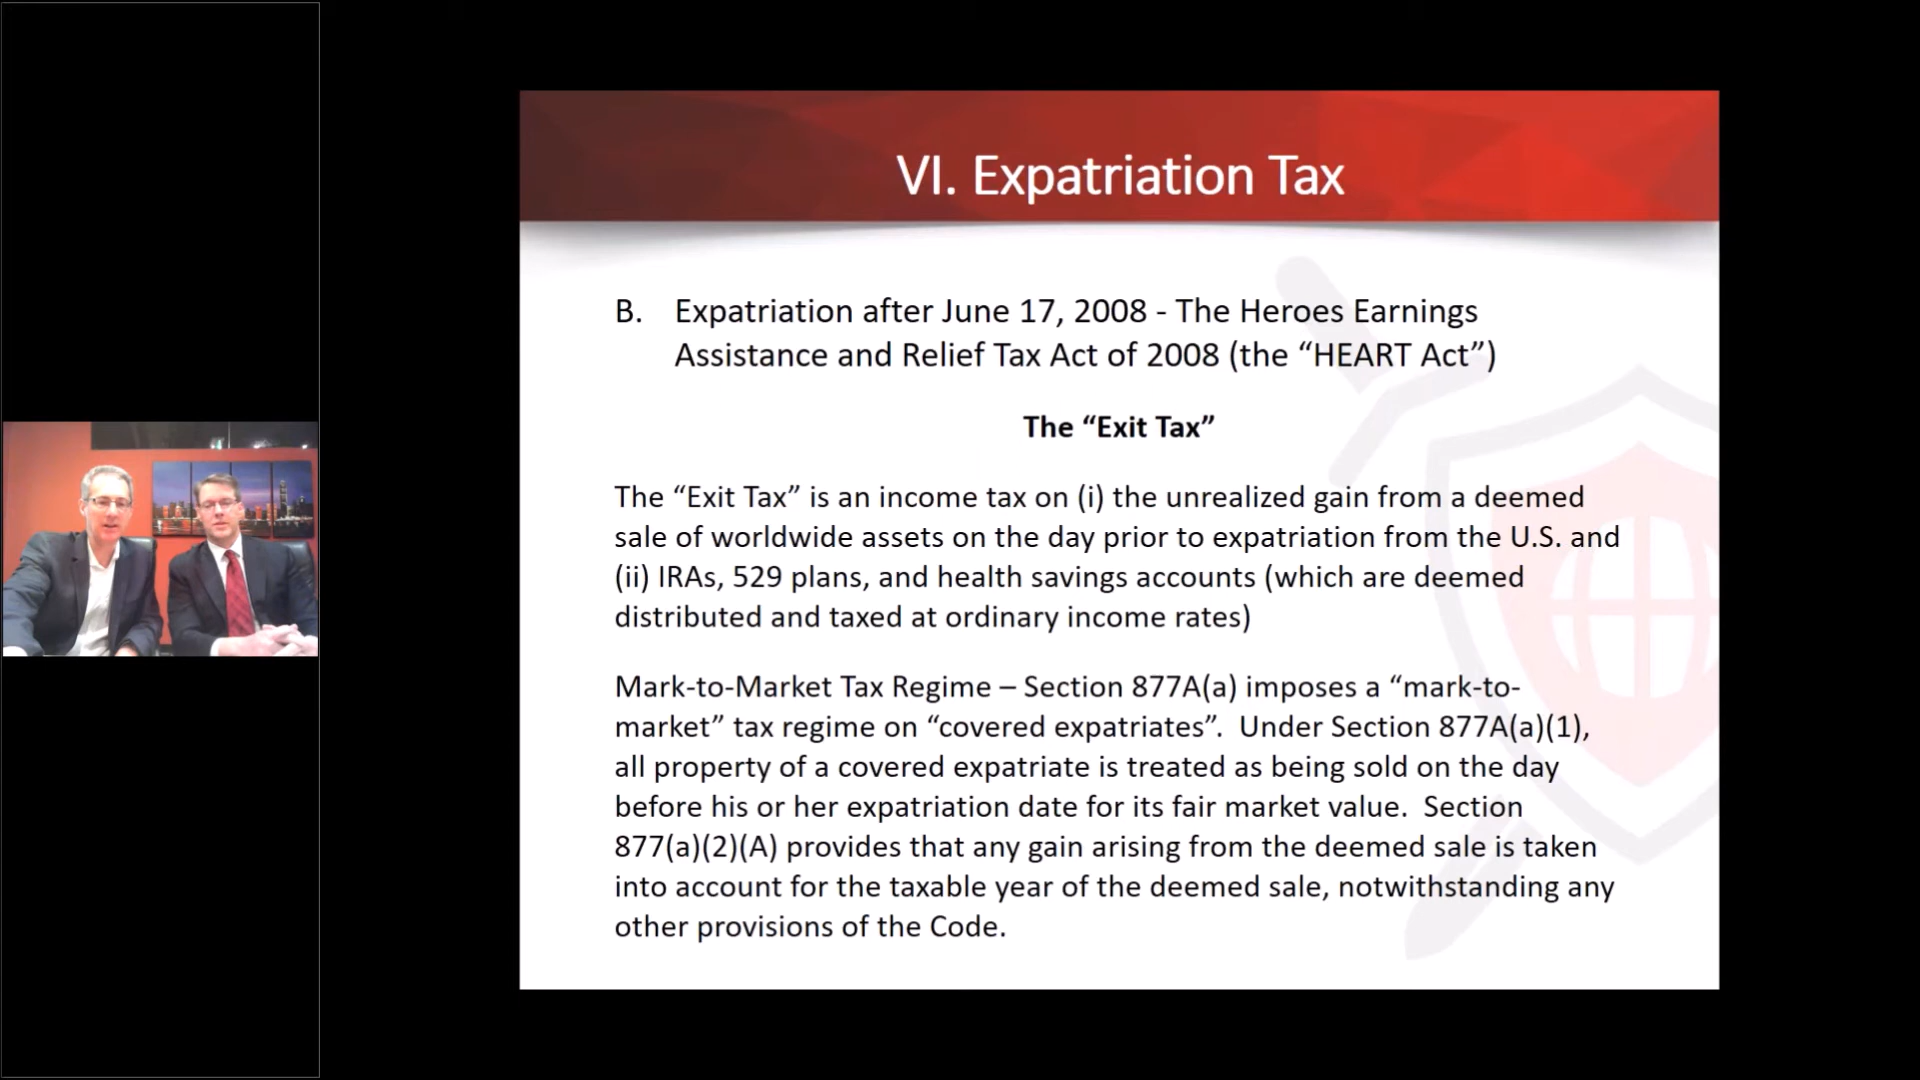 VI. Expatriation Tax
B. Expatriation after June 17, 2008 - The Heroes Earnings
Assistance and Relief Tax Act of 2008 (the “HEART Act”)
The “Exit Tax”
The “Exit Tax” is an income tax on (i) the unrealized gain from a deemed
sale of worldwide assets on the day prior to expatriation from the U.S. and
(ii) IRAs, 529 plans, and health savings accounts (which are deemed
distributed and taxed at ordinary income rates)
Mark-to-Market Tax Regime – Section 877A(a) imposes a “mark-to-
market” tax regime on “covered expatriates”.  Under Section 877A(a)(1),
all property of a covered expatriate is treated as being sold on the day
before his or her expatriation date for its fair market value.  Section
877(a)(2)(A) provides that any gain arising from the deemed sale is taken
into account for the taxable year of the deemed sale, notwithstanding any
other provisions of the Code.